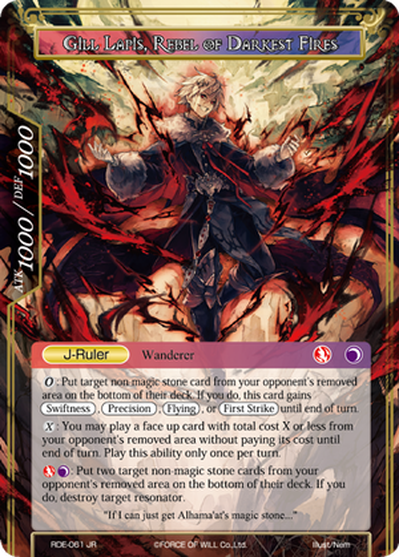 Gill Lapis, Rebel of Darkest Fires
ATK 1000 / DEF 1000
J-Ruler Wanderer
0: Put target non-magic stone card from your opponent's removed
area on the bottom of their deck. If you do, this card gains
Swiftness, Precision, Flying, or First Strike until end of turn.
X: You may play a face up card with total cost X or less from
your opponent's removed area without paying its cost until
end of turn. Play this ability only once per turn.
: Put two target non-magic stone cards from your
opponent's removed area on the bottom of their deck. If you
do, destroy target resonator.
"If I can just get Alhama'at's magic stone..."
RDE-061 JR ©FORCE OF WILL Co.,Ltd. Illust/Nem